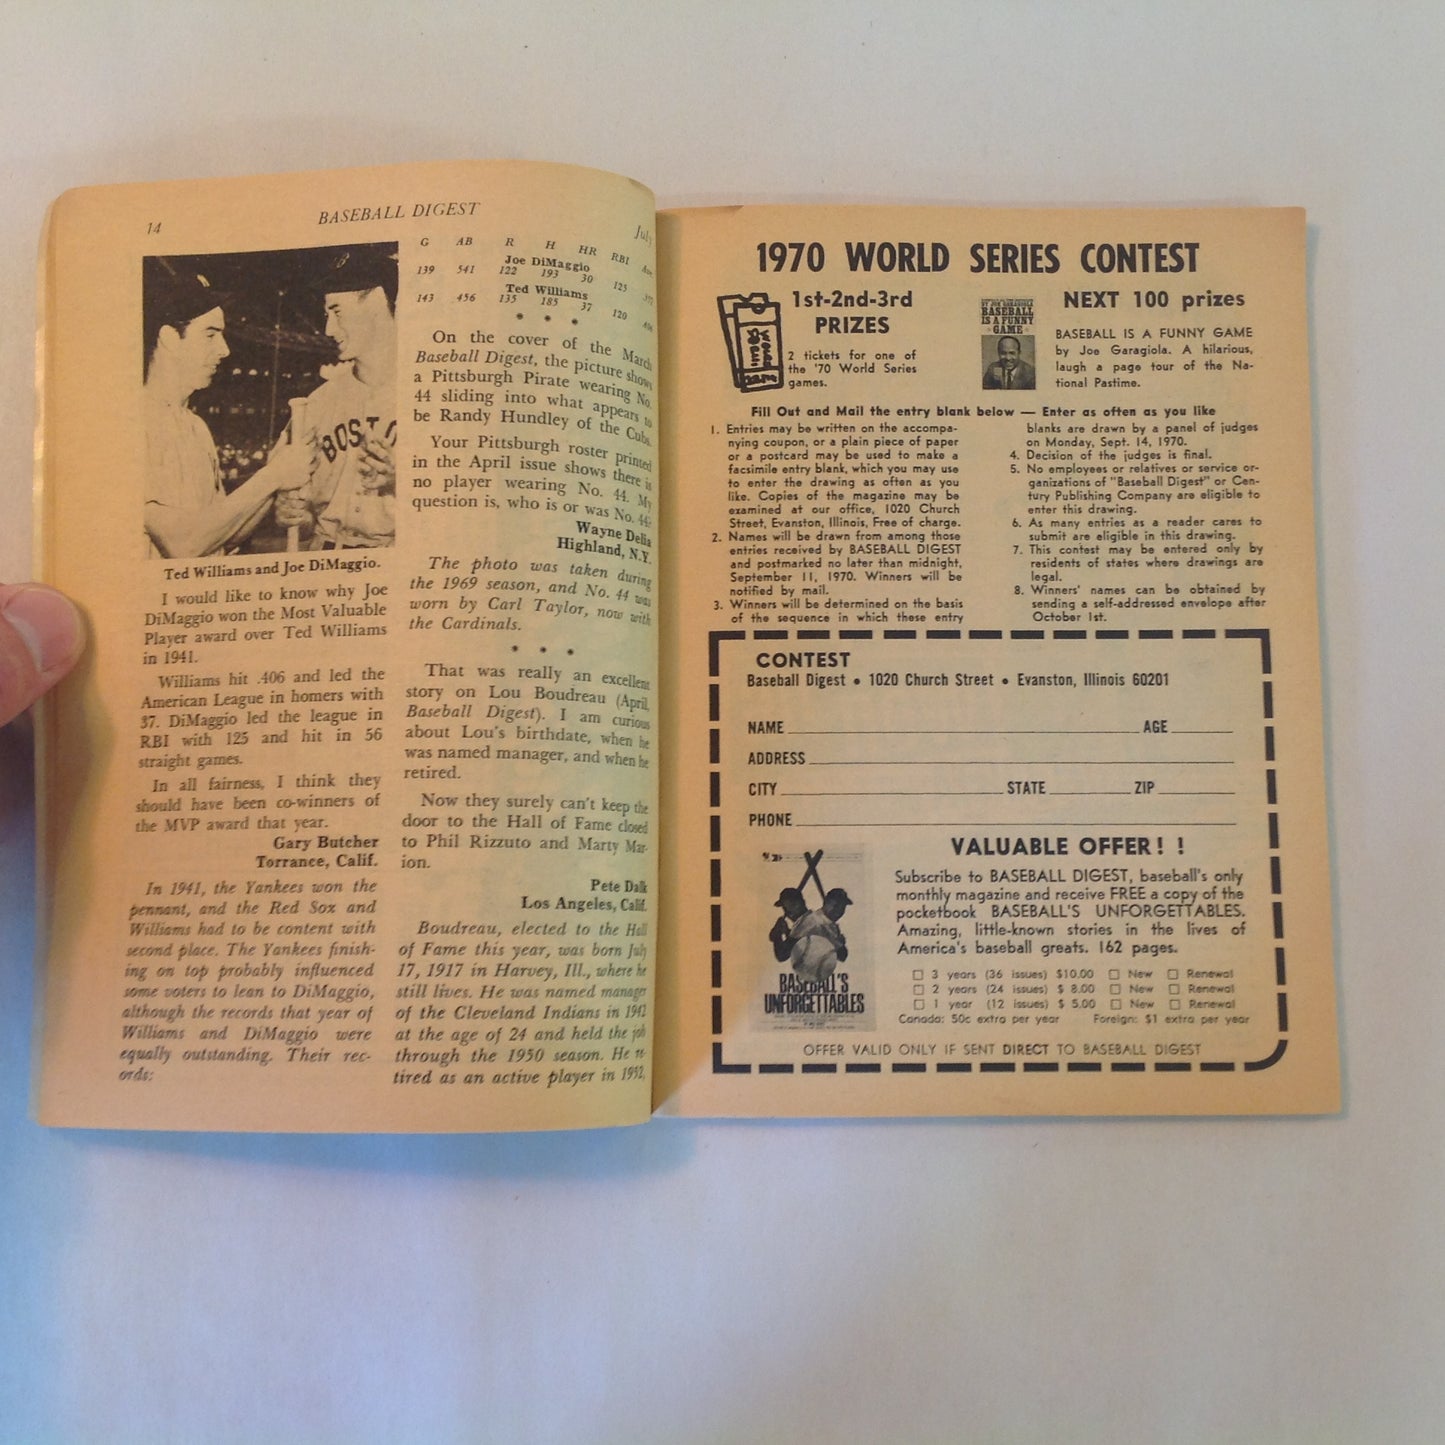 14
BASEBALL DIGEST
July
Ted Williams and Joe DiMaggio.
I would like to know why Joe
DiMaggio won the Most Valuable
Player award over Ted Williams
in 1941.
Williams hit .406 and led the
American League in homers with
37. DiMaggio led the league in
RBI with 125 and hit in 56
straight games.
In all fairness, I think they
should have been co-winners of
the MVP award that year.
Gary Butcher
Torrance, Calif.
In 1941, the Yankees won the
pennant, and the Red Sox and
Williams had to be content with
second place. The Yankees finish-
ing on top probably influenced
some voters to lean to DiMaggio,
although the records that year of
Williams and DiMaggio were
equally outstanding. Their rec-
ords:
G AB R H HR RBI Ave.
Joe DiMaggio
139 541 122 193 30 125
Ted Williams
143 456 135 185 37 120 .406
* * *
On the cover of the March
Baseball Digest, the picture shows
a Pittsburgh Pirate wearing No.
44 sliding into what appears to
be Randy Hundley of the Cubs.
Your Pittsburgh roster printed
in the April issue shows there is
no player wearing No. 44. My
question is, who is or was No. 44?
Wayne Delia
Highland, N.Y.
The photo was taken during
the 1969 season, and No. 44 was
worn by Carl Taylor, now with
the Cardinals.
* * *
That was really an excellent
story on Lou Boudreau (April,
Baseball Digest). I am curious
about Lou's birthdate, when he
was named manager, and when he
retired.
Now they surely can't keep the
door to the Hall of Fame closed
to Phil Rizzuto and Marty Mar-
ion.
Pete Dalk
Los Angeles, Calif.
Boudreau, elected to the Hall
of Fame this year, was born July
17, 1917 in Harvey, Ill., where he
still lives. He was named manager
of the Cleveland Indians in 1942
at the age of 24 and held the job
through the 1950 season. He re-
tired as an active player in 1952.
1970 WORLD SERIES CONTEST
1st-2nd-3rd
PRIZES
2 tickets for one of
the '70 World Series
games.
BY JOE GARAGIOLA
BASEBALL
IS A FUNNY
GAME
NEXT 100 prizes
BASEBALL IS A FUNNY GAME
by Joe Garagiola. A hilarious,
laugh a page tour of the Na-
tional Pastime.
Fill Out and Mail the entry blank below — Enter as often as you like
1. Entries may be written on the accompa-
nying coupon, or a plain piece of paper
or a postcard may be used to make a
facsimile entry blank, which you may use
to enter the drawing as often as you
like. Copies of the magazine may be
examined at our office, 1020 Church
Street, Evanston, Illinois, Free of charge.
2. Names will be drawn from among those
entries received by BASEBALL DIGEST
and postmarked no later than midnight,
September 11, 1970. Winners will be
notified by mail.
3. Winners will be determined on the basis
of the sequence in which these entry
blanks are drawn by a panel of judges
on Monday, Sept. 14, 1970.
4. Decision of the judges is final.
5. No employees or relatives or service or-
ganizations of "Baseball Digest" or Cen-
tury Publishing Company are eligible to
enter this drawing.
6. As many entries as a reader cares to
submit are eligible in this drawing.
7. This contest may be entered only by
residents of states where drawings are
legal.
8. Winners' names can be obtained by
sending a self-addressed envelope after
October 1st.
CONTEST
Baseball Digest • 1020 Church Street • Evanston, Illinois 60201
NAME AGE
ADDRESS
CITY STATE ZIP
PHONE
BASEBALL'S
UNFORGETTABLES
VALUABLE OFFER! !
Subscribe to BASEBALL DIGEST, baseball's only
monthly magazine and receive FREE a copy of the
pocketbook BASEBALL'S UNFORGETTABLES.
Amazing, little-known stories in the lives of
America's baseball greats. 162 pages.
□ 3 years (36 issues) $10.00 □ New □ Renewal
□ 2 years (24 issues) $ 8.00 □ New □ Renewal
□ 1 year (12 issues) $ 5.00 □ New □ Renewal
Canada: 50c extra per year Foreign: $1 extra per year
OFFER VALID ONLY IF SENT DIRECT TO BASEBALL DIGEST